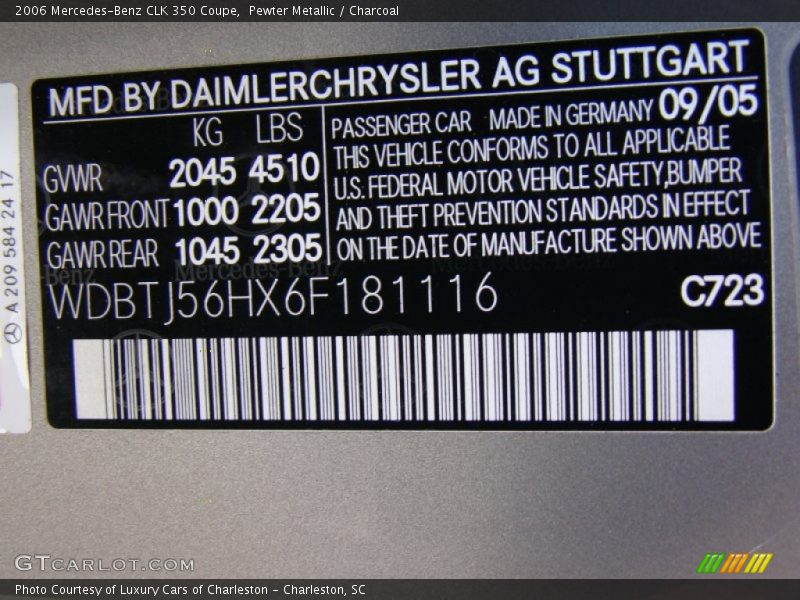 2006 Mercedes-Benz CLK 350 Coupe,  Pewter Metallic / Charcoal
MFD BY DAIMLERCHRYSLER AG STUTTGART
KG LBS
GVWR 2045 4510
GAWR FRONT 1000 2205
GAWR REAR 1045 2305
PASSENGER CAR MADE IN GERMANY 09/05
THIS VEHICLE CONFORMS TO ALL APPLICABLE
U.S. FEDERAL MOTOR VEHICLE SAFETY,BUMPER
AND THEFT PREVENTION STANDARDS IN EFFECT
ON THE DATE OF MANUFACTURE SHOWN ABOVE
WDBTJ56HX6F181116 C723
A 209 584 24 17
GTCARLOT.COM
Photo Courtesy of Luxury Cars of Charleston - Charleston, SC